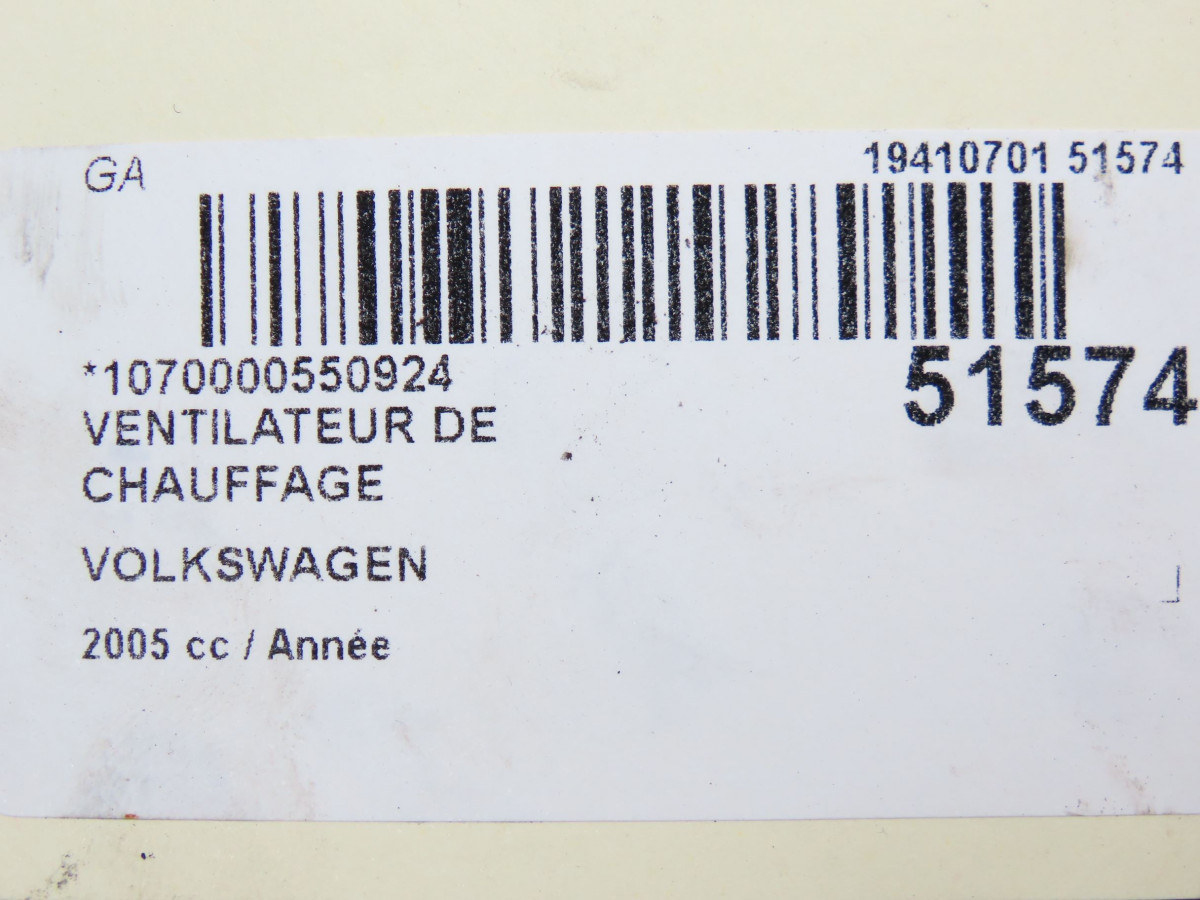 GA
19410701 51574
*1070000550924
51574
VENTILATEUR DE
CHAUFFAGE
VOLKSWAGEN
2005 cc / Année